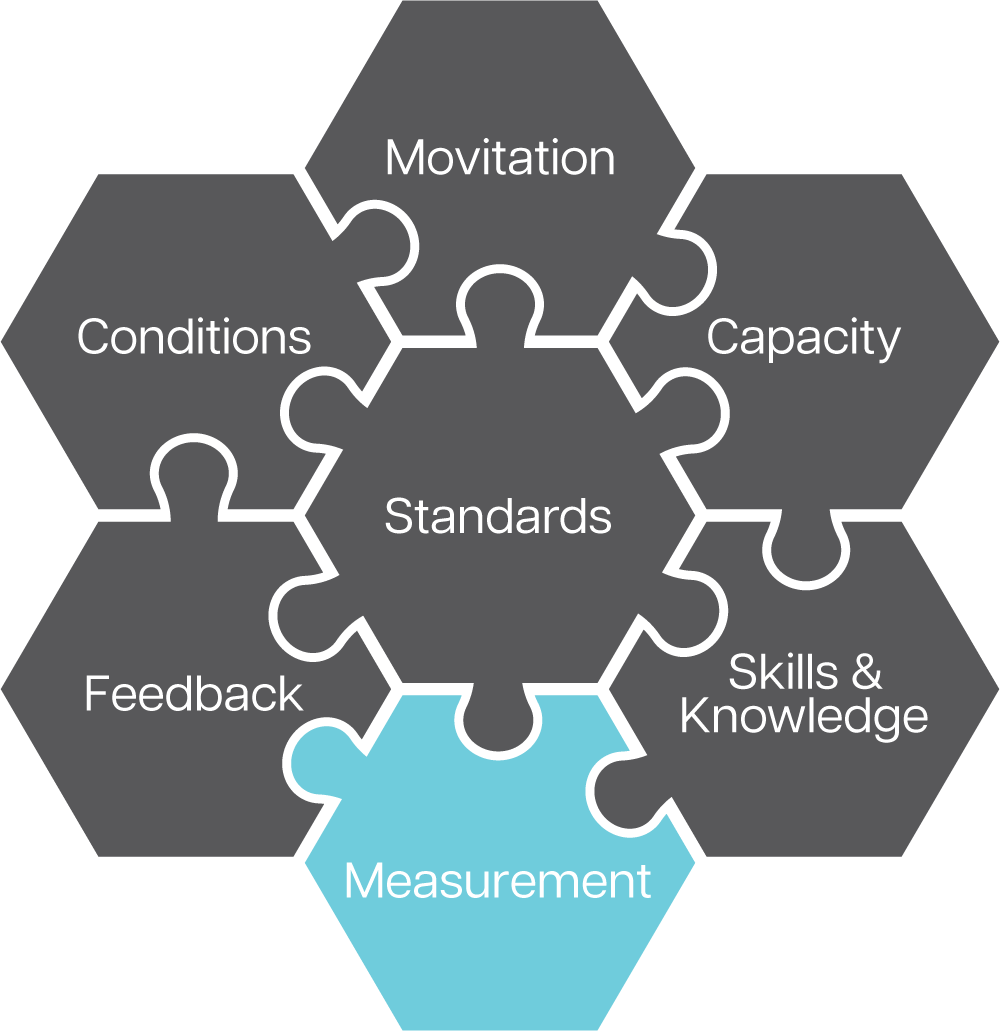 Movitation
Conditions
Capacity
Standards
Feedback
Skills &
Knowledge
Measurement